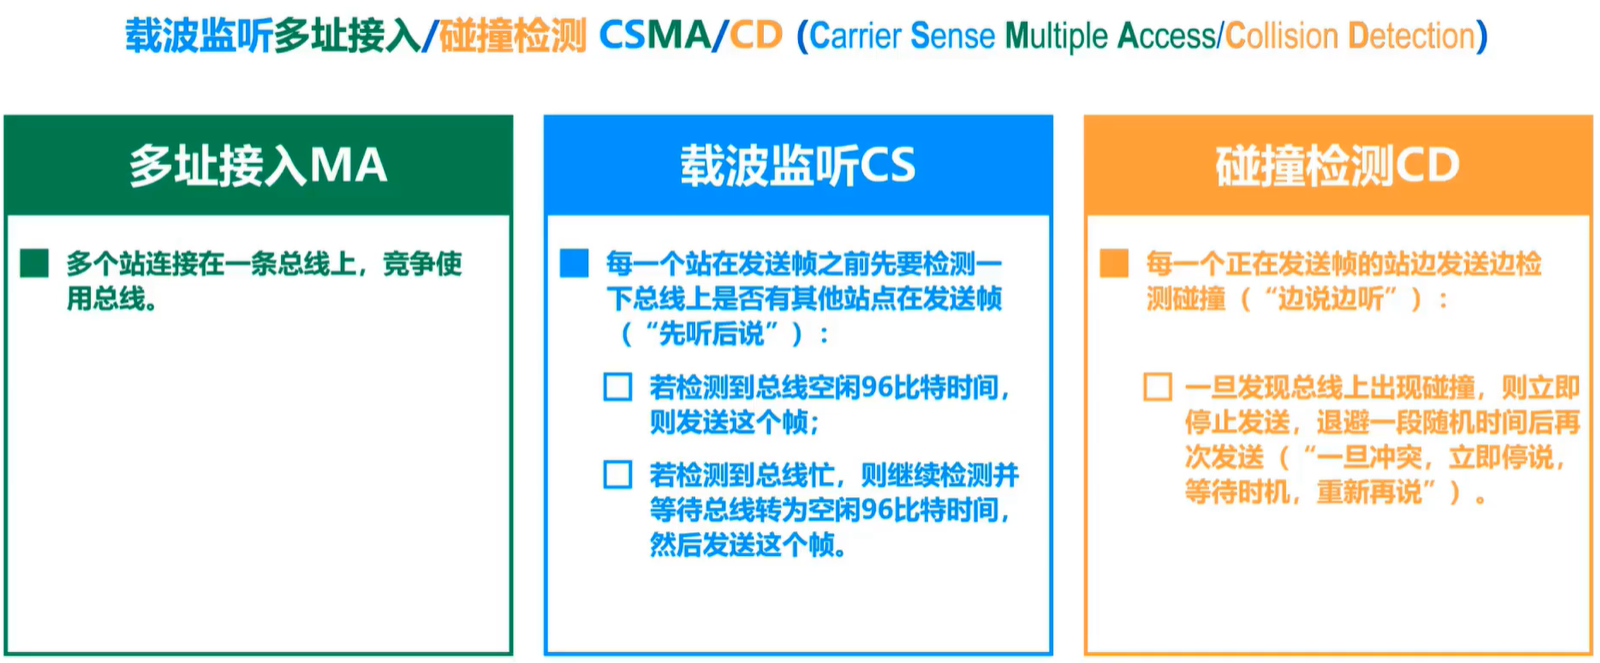 载波监听多址接入/碰撞检测 CSMA/CD (Carrier Sense Multiple Access/Collision Detection)
多址接入MA
多个站连接在一条总线上，竞争使
用总线。
载波监听CS
每一个站在发送帧之前先要检测一
下总线上是否有其他站点在发送帧
（“先听后说”）：
若检测到总线空闲96比特时间，
则发送这个帧；
若检测到总线忙，则继续检测并
等待总线转为空闲96比特时间，
然后发送这个帧。
碰撞检测CD
每一个正在发送帧的站边发送边检
测碰撞（“边说边听”）：
一旦发现总线上出现碰撞，则立即
停止发送，退避一段随机时间后再
次发送（“一旦冲突，立即停说，
等待时机，重新再说”）。